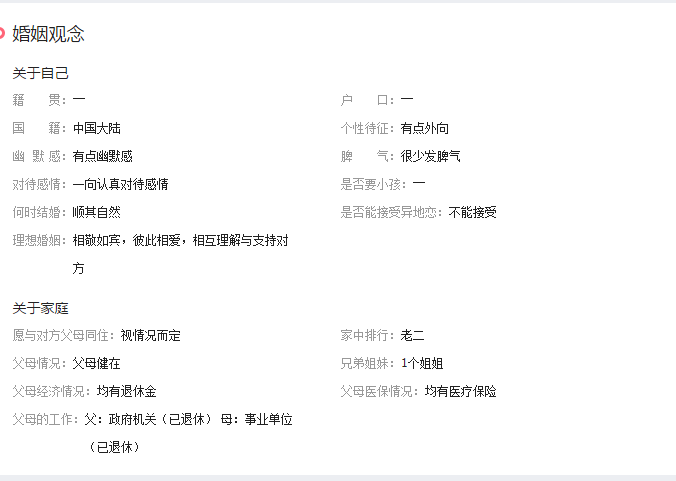 婚姻观念
关于自己
籍 贯：一
户 口：一
国 籍：中国大陆
个性待征：有点外向
幽 默 感：有点幽默感
脾 气：很少发脾气
对待感情：一向认真对待感情
是否要小孩：一
何时结婚：顺其自然
是否能接受异地恋：不能接受
理想婚姻：相敬如宾，彼此相爱，相互理解与支持对
方
关于家庭
愿与对方父母同住：视情况而定
家中排行：老二
父母情况：父母健在
兄弟姐妹：1个姐姐
父母经济情况：均有退休金
父母医保情况：均有医疗保险
父母的工作：父：政府机关（已退休） 母：事业单位
（已退休）